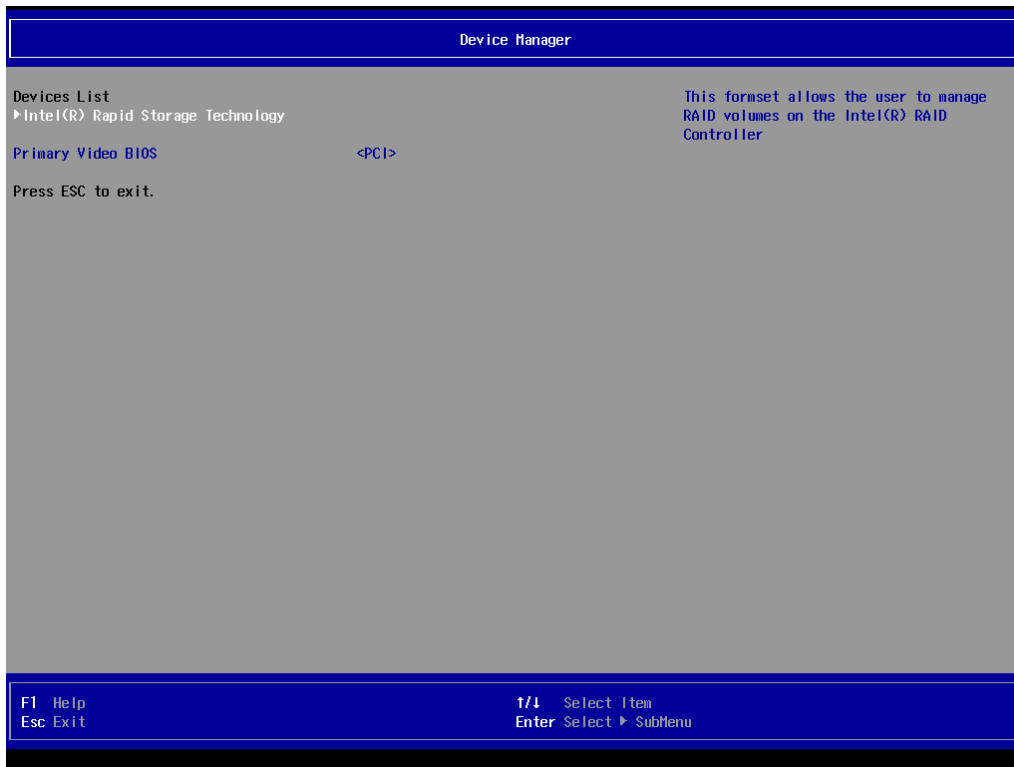 Device Manager
Devices List
▶Intel(R) Rapid Storage Technology
Primary Video BIOS <PCI>
Press ESC to exit.
This formset allows the user to manage
RAID volumes on the Intel(R) RAID
Controller
F1 Help
Esc Exit
↑/↓ Select Item
Enter Select ▶ SubMenu